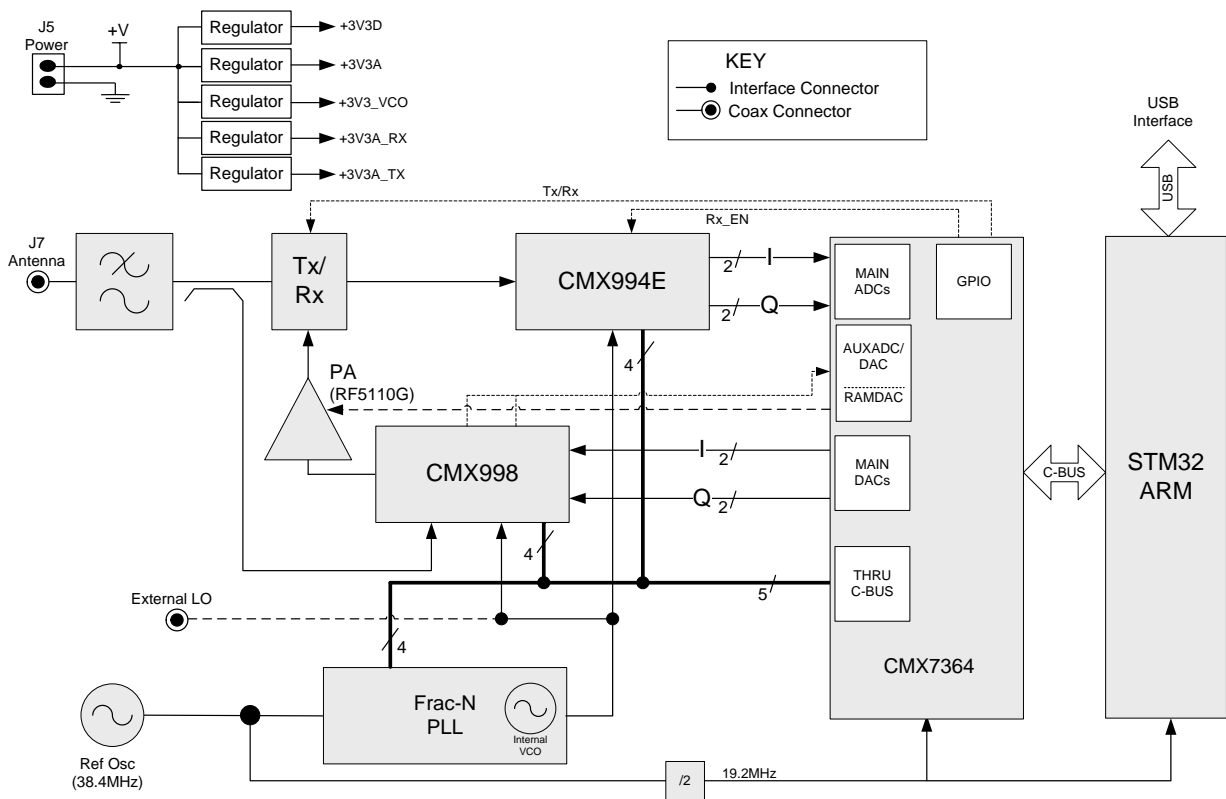 J5
Power
+V
Regulator
+3V3D
Regulator
+3V3A
Regulator
+3V3_VCO
Regulator
+3V3A_RX
Regulator
+3V3A_TX
KEY
Interface Connector
Coax Connector
USB
Interface
USB
Tx/Rx
Rx_EN
J7
Antenna
Tx/
Rx
CMX994E
2
I
2
Q
4
MAIN
ADCs
GPIO
AUXADC/
DAC
RAMDAC
PA
(RF5110G)
CMX998
I
2
Q
2
4
MAIN
DACs
C-BUS
STM32
ARM
THRU
C-BUS
5
External LO
4
CMX7364
Frac-N
PLL
Internal
VCO
Ref Osc
(38.4MHz)
/2
19.2MHz